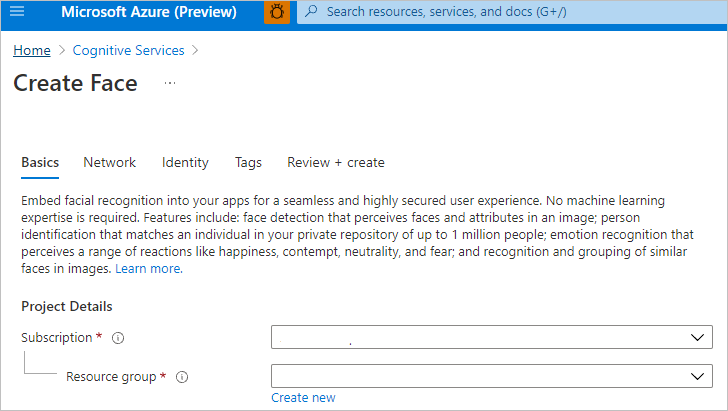 Microsoft Azure (Preview)
Search resources, services, and docs (G+/)
Home > Cognitive Services >
Create Face ...
Basics Network Identity Tags Review + create
Embed facial recognition into your apps for a seamless and highly secured user experience. No machine learning
expertise is required. Features include: face detection that perceives faces and attributes in an image; person
identification that matches an individual in your private repository of up to 1 million people; emotion recognition that
perceives a range of reactions like happiness, contempt, neutrality, and fear; and recognition and grouping of similar
faces in images. Learn more.
Project Details
Subscription *
Resource group *
Create new